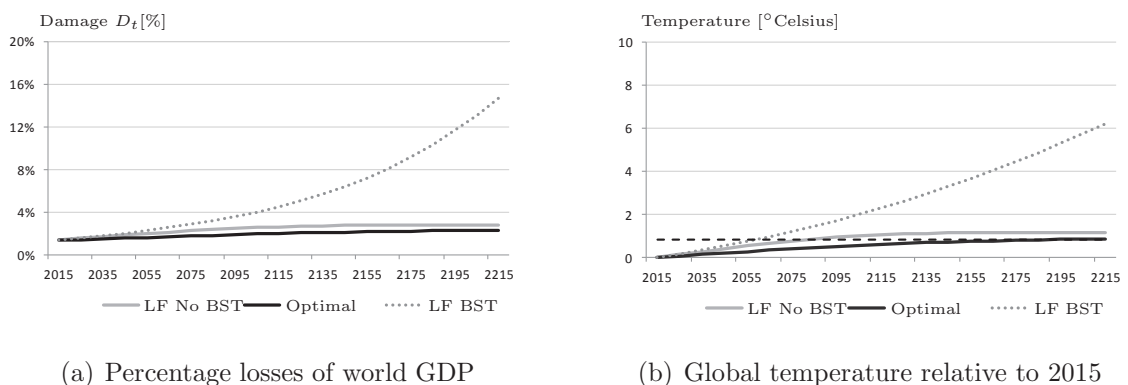 Damage Dt[%]
20%
16%
12%
8%
4%
0%
2015 2035 2055 2075 2095 2115 2135 2155 2175 2195 2215
LF No BST Optimal LF BST
(a) Percentage losses of world GDP
Temperature [°Celsius]
10
8
6
4
2
0
2015 2035 2055 2075 2095 2115 2135 2155 2175 2195 2215
LF No BST Optimal LF BST
(b) Global temperature relative to 2015